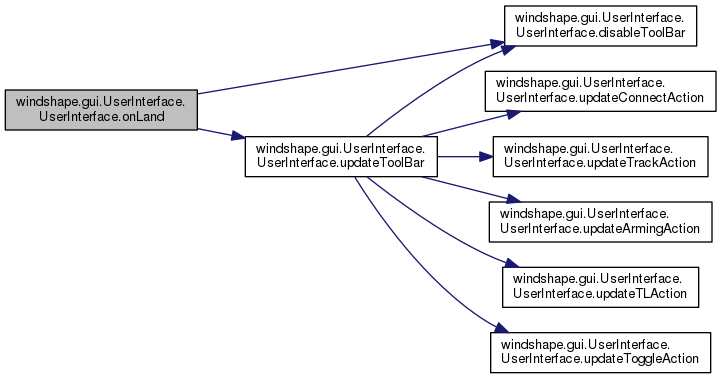 windshape.gui.UserInterface.
UserInterface.disableToolBar
windshape.gui.UserInterface.
UserInterface.updateConnectAction
windshape.gui.UserInterface.
UserInterface.onLand
windshape.gui.UserInterface.
UserInterface.updateToolBar
windshape.gui.UserInterface.
UserInterface.updateTrackAction
windshape.gui.UserInterface.
UserInterface.updateArmingAction
windshape.gui.UserInterface.
UserInterface.updateTLAction
windshape.gui.UserInterface.
UserInterface.updateToggleAction